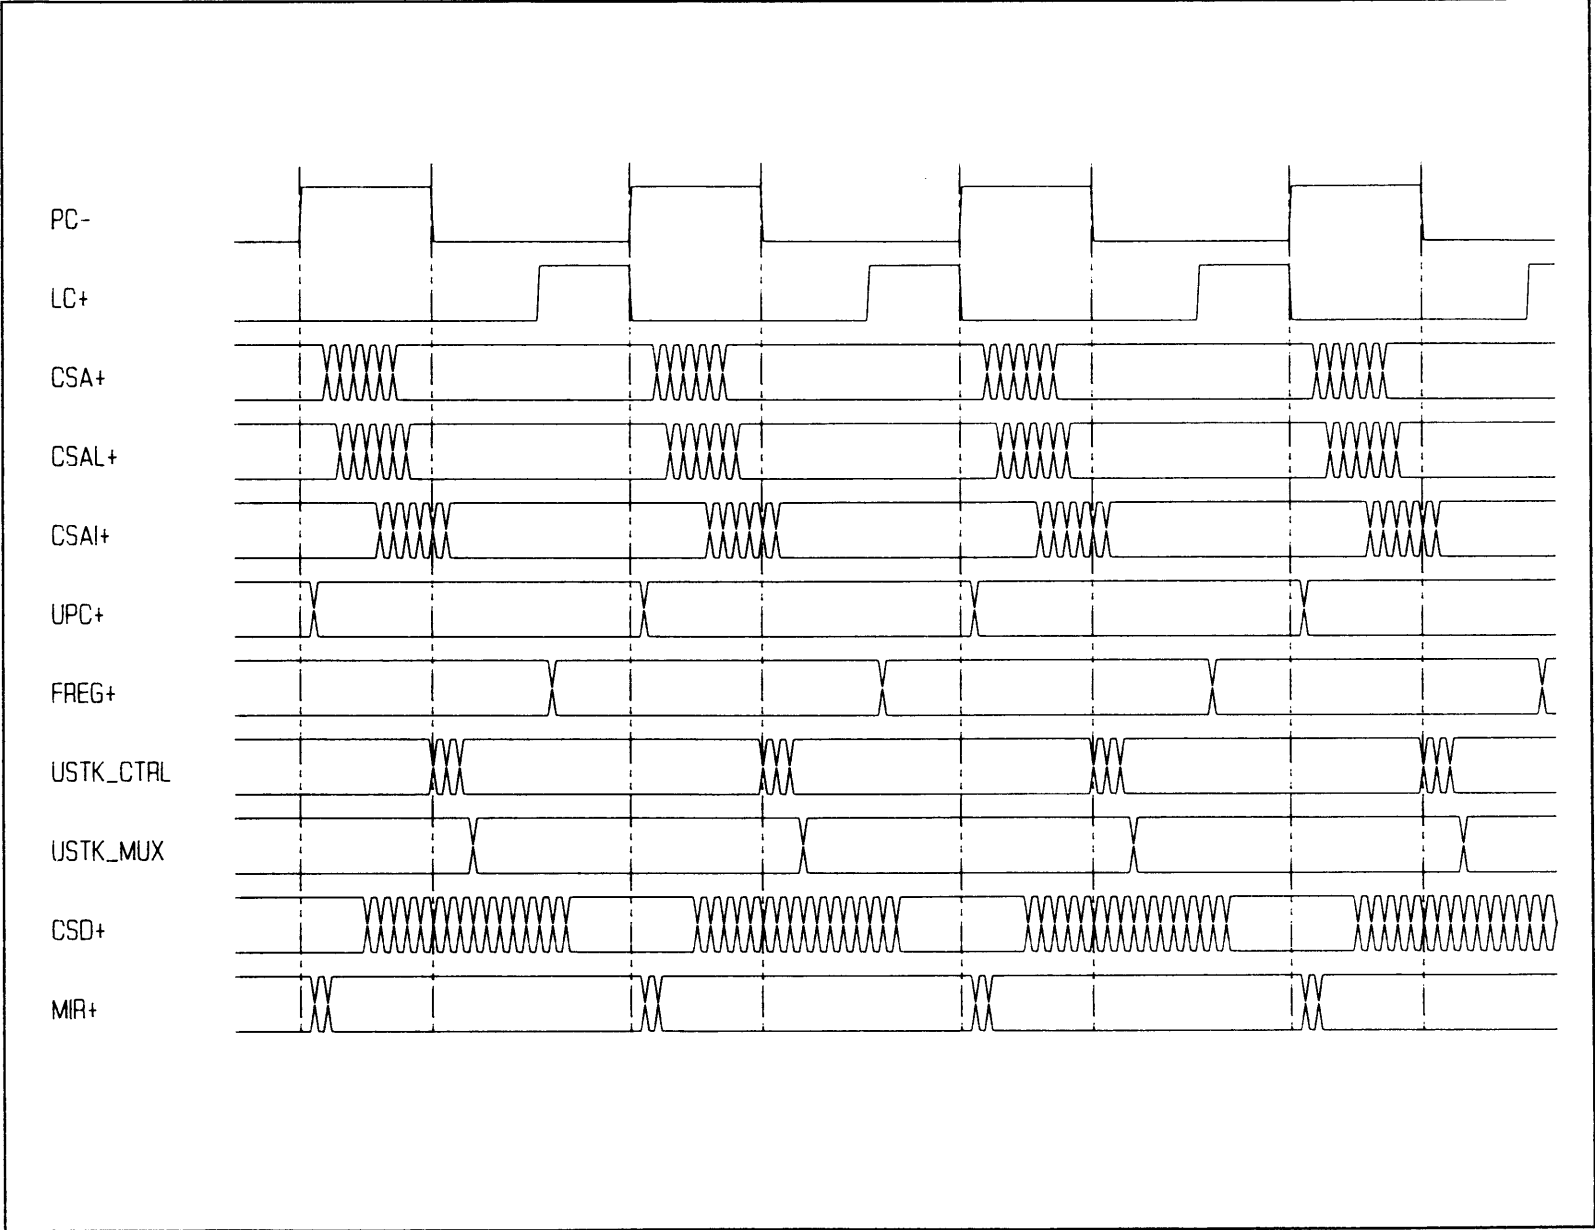 PC-
LC+
CSA+
CSAL+
CSAI+
UPC+
FREG+
USTK_CTRL
USTK_MUX
CSD+
MIR+